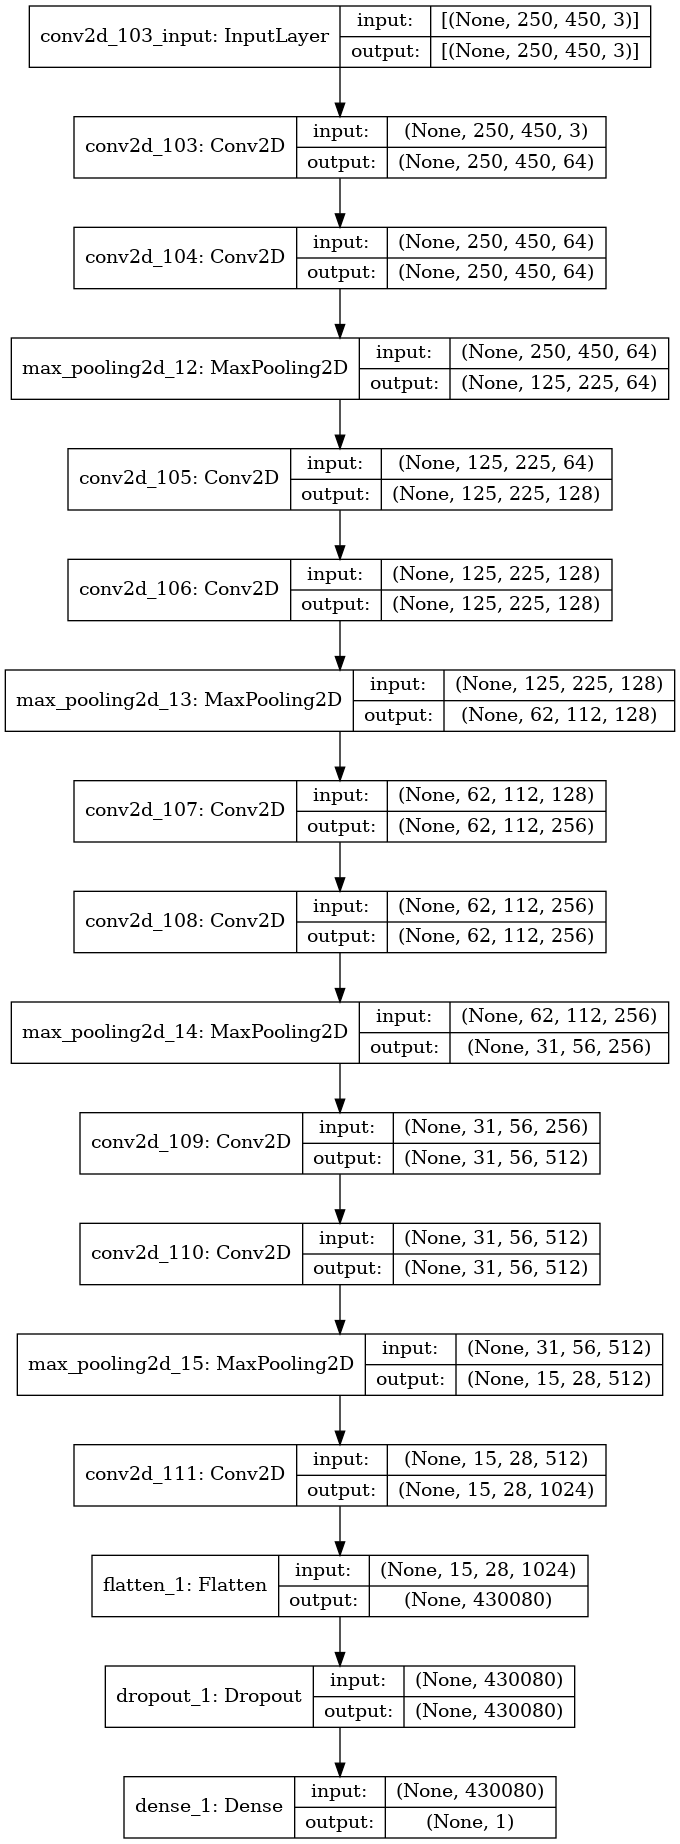 conv2d_103_input: InputLayer
input: [(None, 250, 450, 3)]
output: [(None, 250, 450, 3)]
conv2d_103: Conv2D
input: (None, 250, 450, 3)
output: (None, 250, 450, 64)
conv2d_104: Conv2D
input: (None, 250, 450, 64)
output: (None, 250, 450, 64)
max_pooling2d_12: MaxPooling2D
input: (None, 250, 450, 64)
output: (None, 125, 225, 64)
conv2d_105: Conv2D
input: (None, 125, 225, 64)
output: (None, 125, 225, 128)
conv2d_106: Conv2D
input: (None, 125, 225, 128)
output: (None, 125, 225, 128)
max_pooling2d_13: MaxPooling2D
input: (None, 125, 225, 128)
output: (None, 62, 112, 128)
conv2d_107: Conv2D
input: (None, 62, 112, 128)
output: (None, 62, 112, 256)
conv2d_108: Conv2D
input: (None, 62, 112, 256)
output: (None, 62, 112, 256)
max_pooling2d_14: MaxPooling2D
input: (None, 62, 112, 256)
output: (None, 31, 56, 256)
conv2d_109: Conv2D
input: (None, 31, 56, 256)
output: (None, 31, 56, 512)
conv2d_110: Conv2D
input: (None, 31, 56, 512)
output: (None, 31, 56, 512)
max_pooling2d_15: MaxPooling2D
input: (None, 31, 56, 512)
output: (None, 15, 28, 512)
conv2d_111: Conv2D
input: (None, 15, 28, 512)
output: (None, 15, 28, 1024)
flatten_1: Flatten
input: (None, 15, 28, 1024)
output: (None, 430080)
dropout_1: Dropout
input: (None, 430080)
output: (None, 430080)
dense_1: Dense
input: (None, 430080)
output: (None, 1)